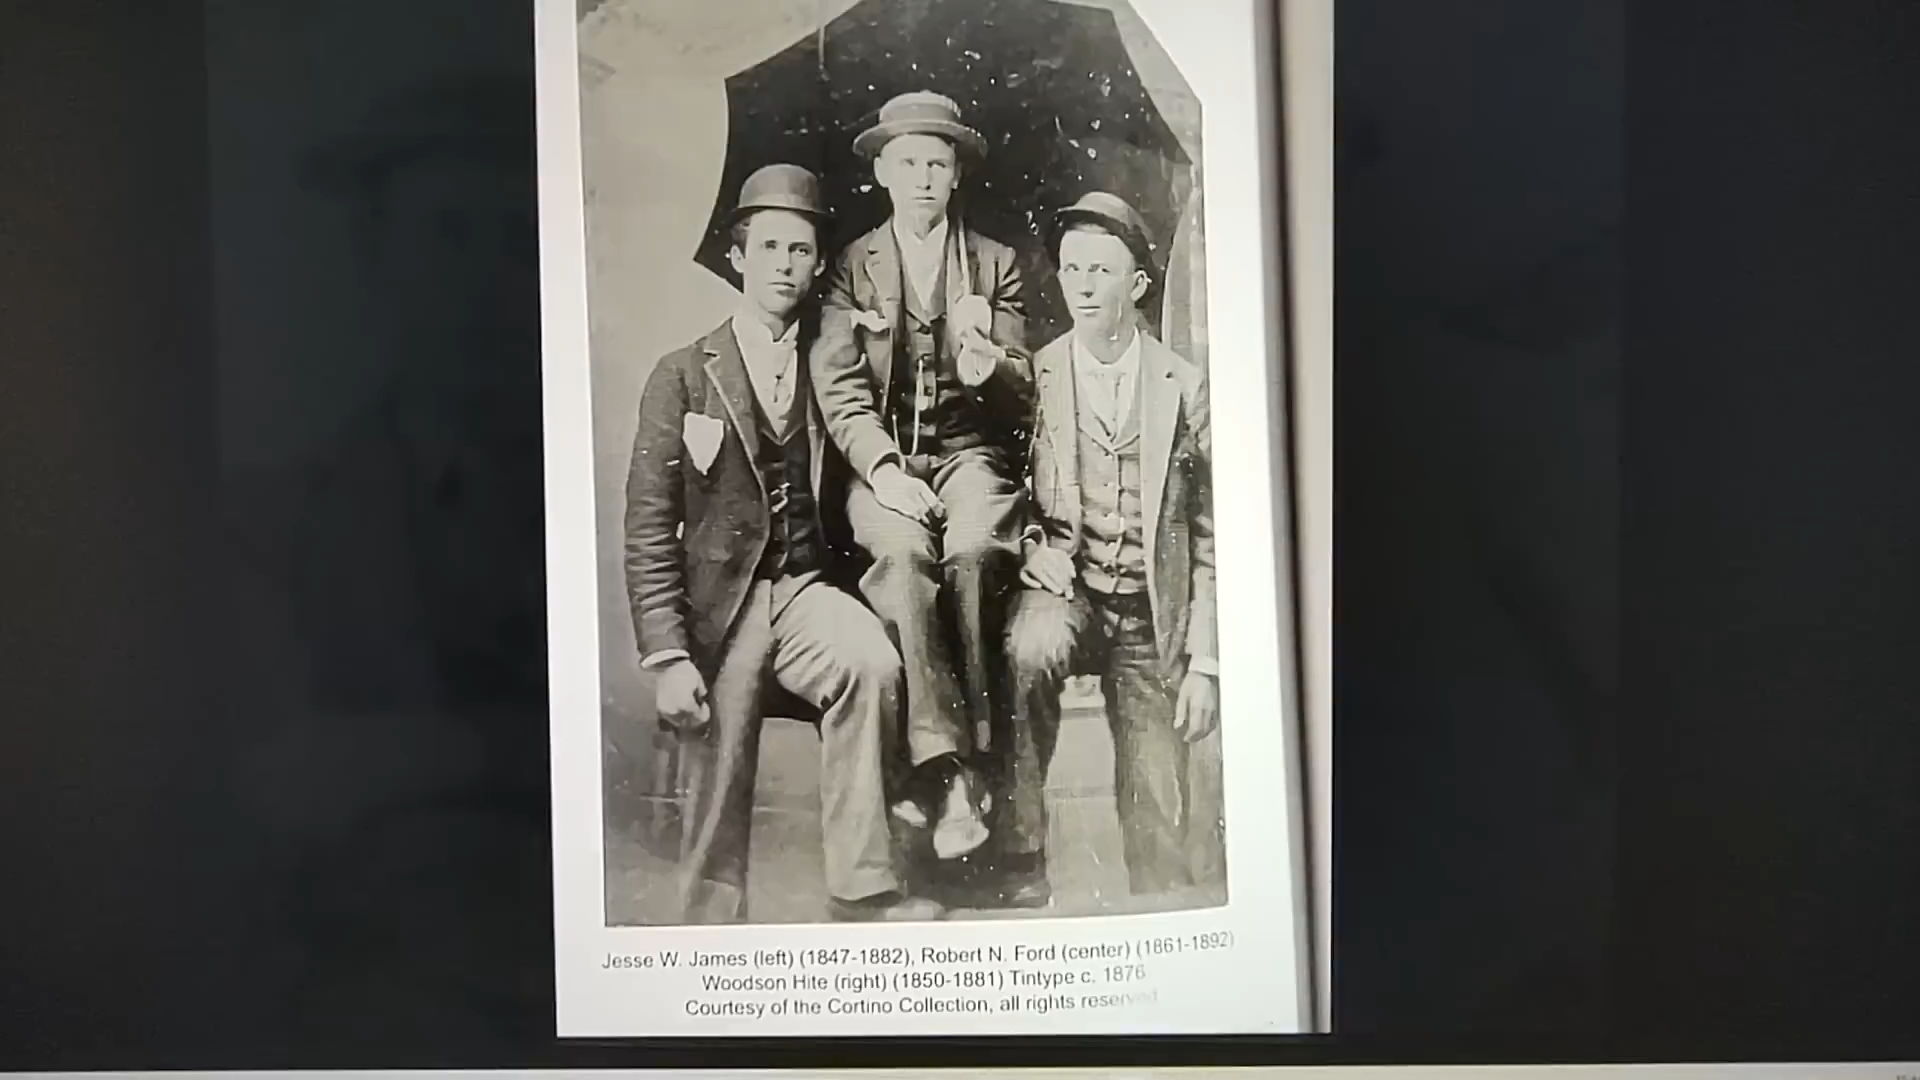 Jesse W. James (left) (1847-1882), Robert N. Ford (center) (1861-1892)
Woodson Hite (right) (1850-1881) Tintype c. 1876
Courtesy of the Cortino Collection, all rights reserved